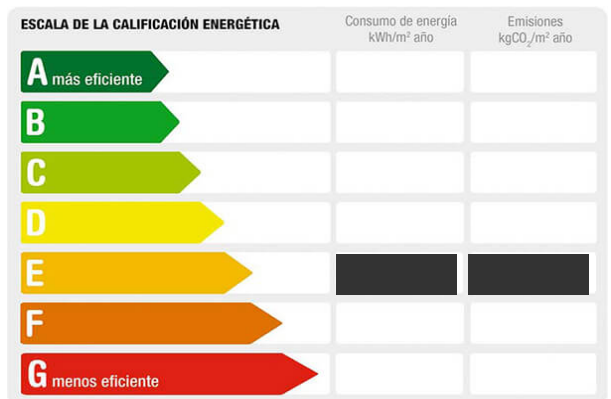 ESCALA DE LA CALIFICACIÓN ENERGÉTICA
Consumo de energía
kWh/m² año
Emisiones
kgCO₂/m² año
A más eficiente
B
C
D
E
F
G menos eficiente